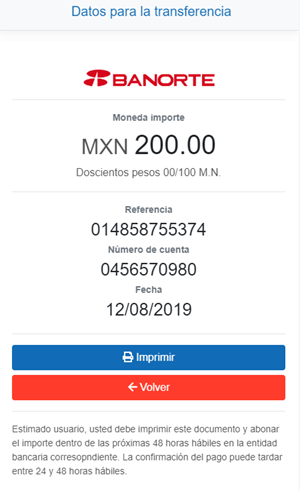 Datos para la transferencia
BANORTE
Moneda importe
MXN 200.00
Doscientos pesos 00/100 M.N.
Referencia
014858755374
Número de cuenta
0456570980
Fecha
12/08/2019
Imprimir
Volver
Estimado usuario, usted debe imprimir este documento y abonar
el importe dentro de las próximas 48 horas hábiles en la entidad
bancaria corresopndiente. La confirmación del pago puede tardar
entre 24 y 48 horas hábiles.